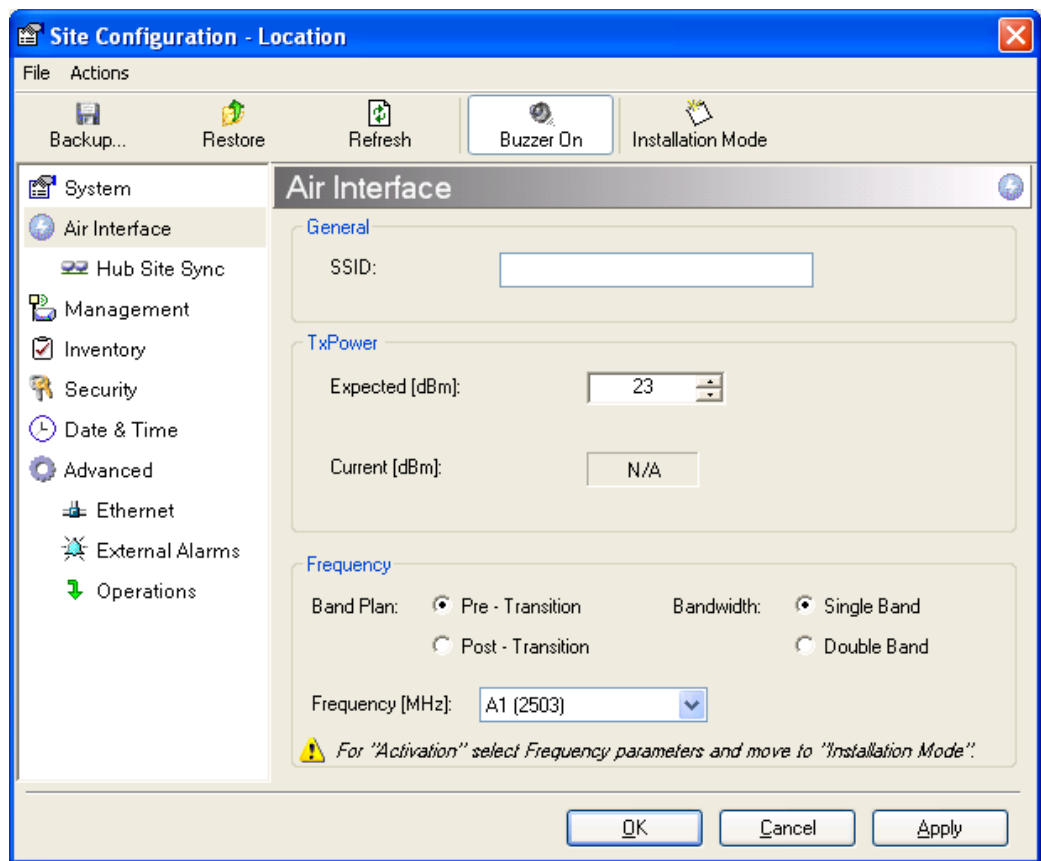 Site Configuration - Location
File Actions
Backup... Restore Refresh Buzzer On Installation Mode
System
Air Interface
Hub Site Sync
Management
Inventory
Security
Date & Time
Advanced
Ethernet
External Alarms
Operations
Air Interface
General
SSID:
TxPower
Expected [dBm]: 23
Current [dBm]: N/A
Frequency
Band Plan: Pre - Transition Bandwidth: Single Band
Post - Transition Double Band
Frequency [MHz]: A1 (2503)
For "Activation" select Frequency parameters and move to "Installation Mode".
OK Cancel Apply